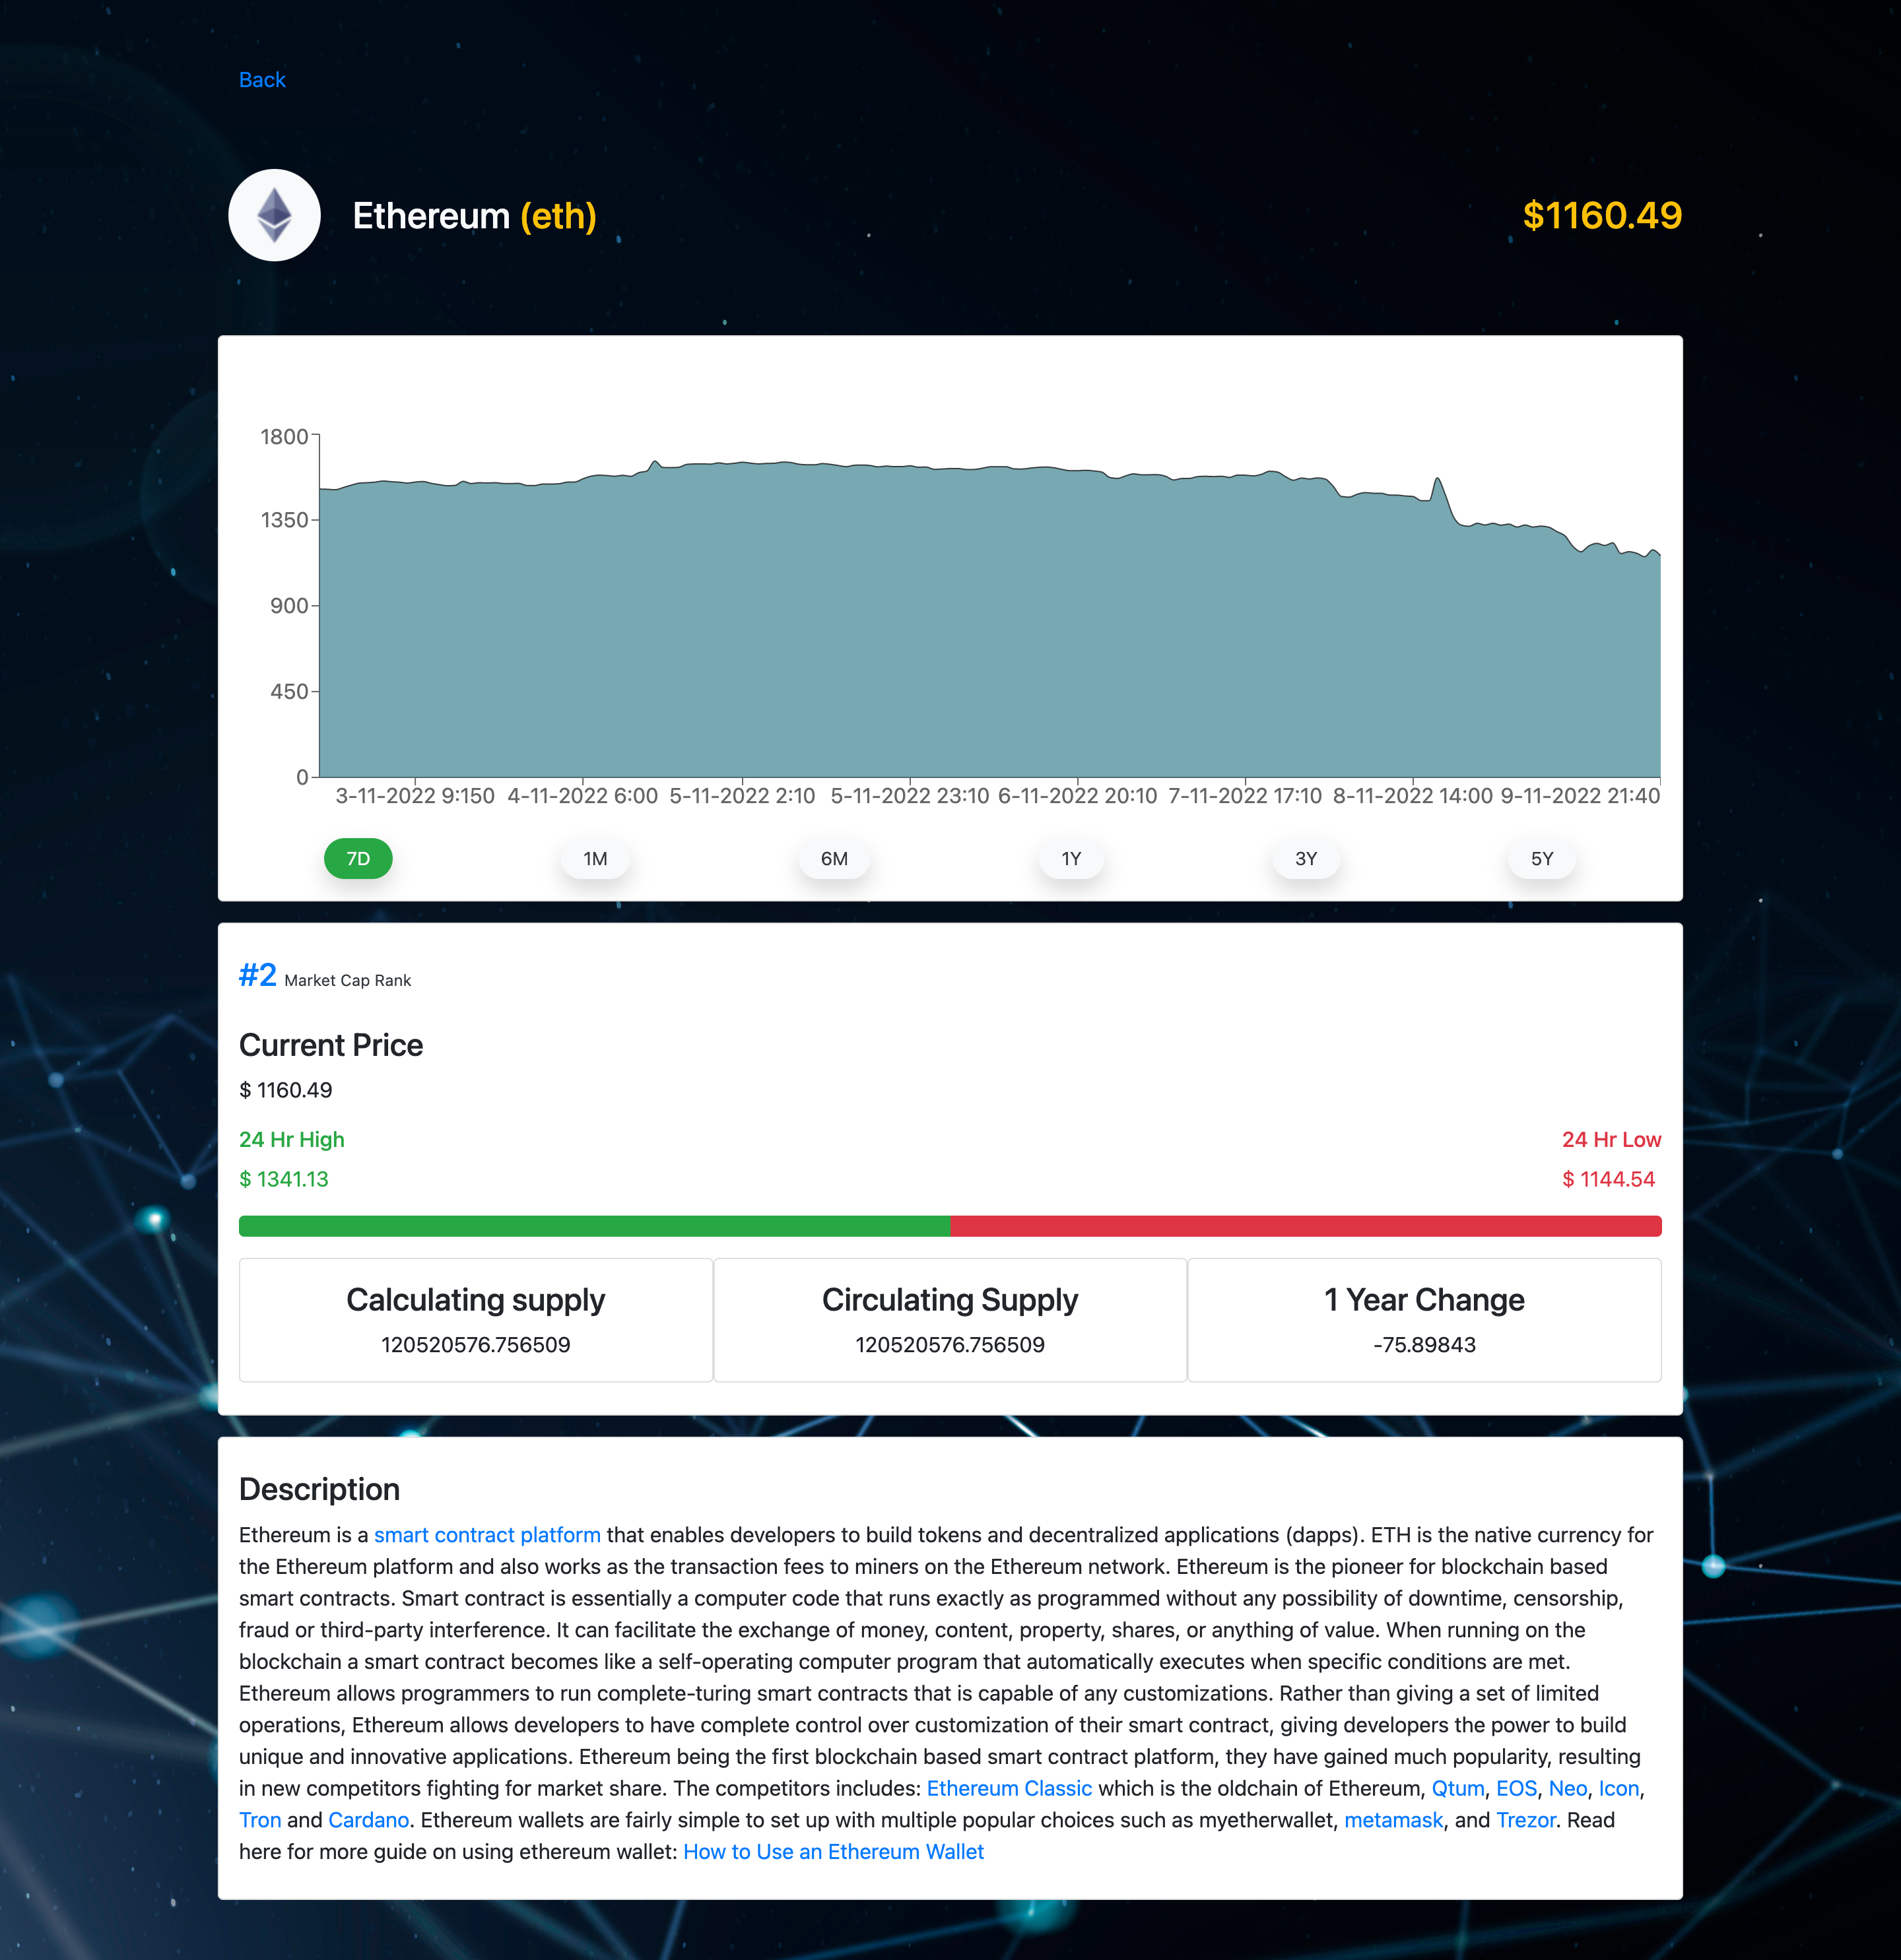 Back
Ethereum (eth)
$1160.49
1800
1350
900
450
0
3-11-2022 9:150 4-11-2022 6:00 5-11-2022 2:10 5-11-2022 23:10 6-11-2022 20:10 7-11-2022 17:10 8-11-2022 14:00 9-11-2022 21:40
7D 1M 6M 1Y 3Y 5Y
#2 Market Cap Rank
Current Price
$ 1160.49
24 Hr High 24 Hr Low
$ 1341.13 $ 1144.54
Calculating supply Circulating Supply 1 Year Change
120520576.756509 120520576.756509 -75.89843
Description
Ethereum is a smart contract platform that enables developers to build tokens and decentralized applications (dapps). ETH is the native currency for
the Ethereum platform and also works as the transaction fees to miners on the Ethereum network. Ethereum is the pioneer for blockchain based
smart contracts. Smart contract is essentially a computer code that runs exactly as programmed without any possibility of downtime, censorship,
fraud or third-party interference. It can facilitate the exchange of money, content, property, shares, or anything of value. When running on the
blockchain a smart contract becomes like a self-operating computer program that automatically executes when specific conditions are met.
Ethereum allows programmers to run complete-turing smart contracts that is capable of any customizations. Rather than giving a set of limited
operations, Ethereum allows developers to have complete control over customization of their smart contract, giving developers the power to build
unique and innovative applications. Ethereum being the first blockchain based smart contract platform, they have gained much popularity, resulting
in new competitors fighting for market share. The competitors includes: Ethereum Classic which is the oldchain of Ethereum, Qtum, EOS, Neo, Icon,
Tron and Cardano. Ethereum wallets are fairly simple to set up with multiple popular choices such as myetherwallet, metamask, and Trezor. Read
here for more guide on using ethereum wallet: How to Use an Ethereum Wallet